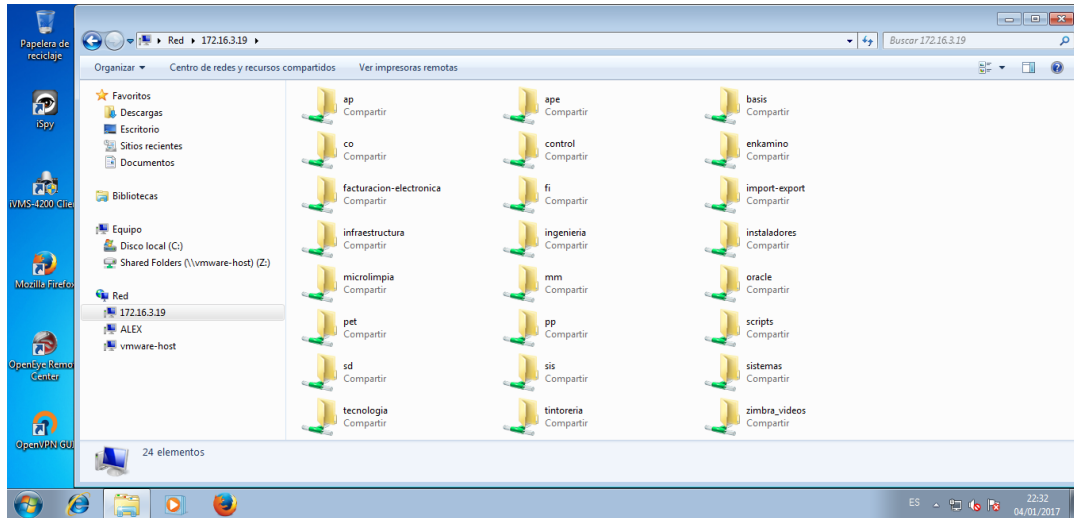 Papelera de
reciclaje
iSpy
iVMS-4200 Clie
Mozilla Firefox
OpenEye Remo
Center
OpenVPN GUI
Red ▸ 172.16.3.19 ▸
Buscar 172.16.3.19
Organizar
Centro de redes y recursos compartidos
Ver impresoras remotas
Favoritos
Descargas
Escritorio
Sitios recientes
Documentos
Bibliotecas
Equipo
Disco local (C:)
Shared Folders (\\vmware-host) (Z:)
Red
172.16.3.19
ALEX
vmware-host
ap
Compartir
ape
Compartir
basis
Compartir
co
Compartir
control
Compartir
enkamino
Compartir
facturacion-electronica
Compartir
fi
Compartir
import-export
Compartir
infraestructura
Compartir
ingenieria
Compartir
instaladores
Compartir
microlimpia
Compartir
mm
Compartir
oracle
Compartir
pet
Compartir
pp
Compartir
scripts
Compartir
sd
Compartir
sis
Compartir
sistemas
Compartir
tecnologia
Compartir
tintoreria
Compartir
zimbra_videos
Compartir
24 elementos
ES
22:32
04/01/2017